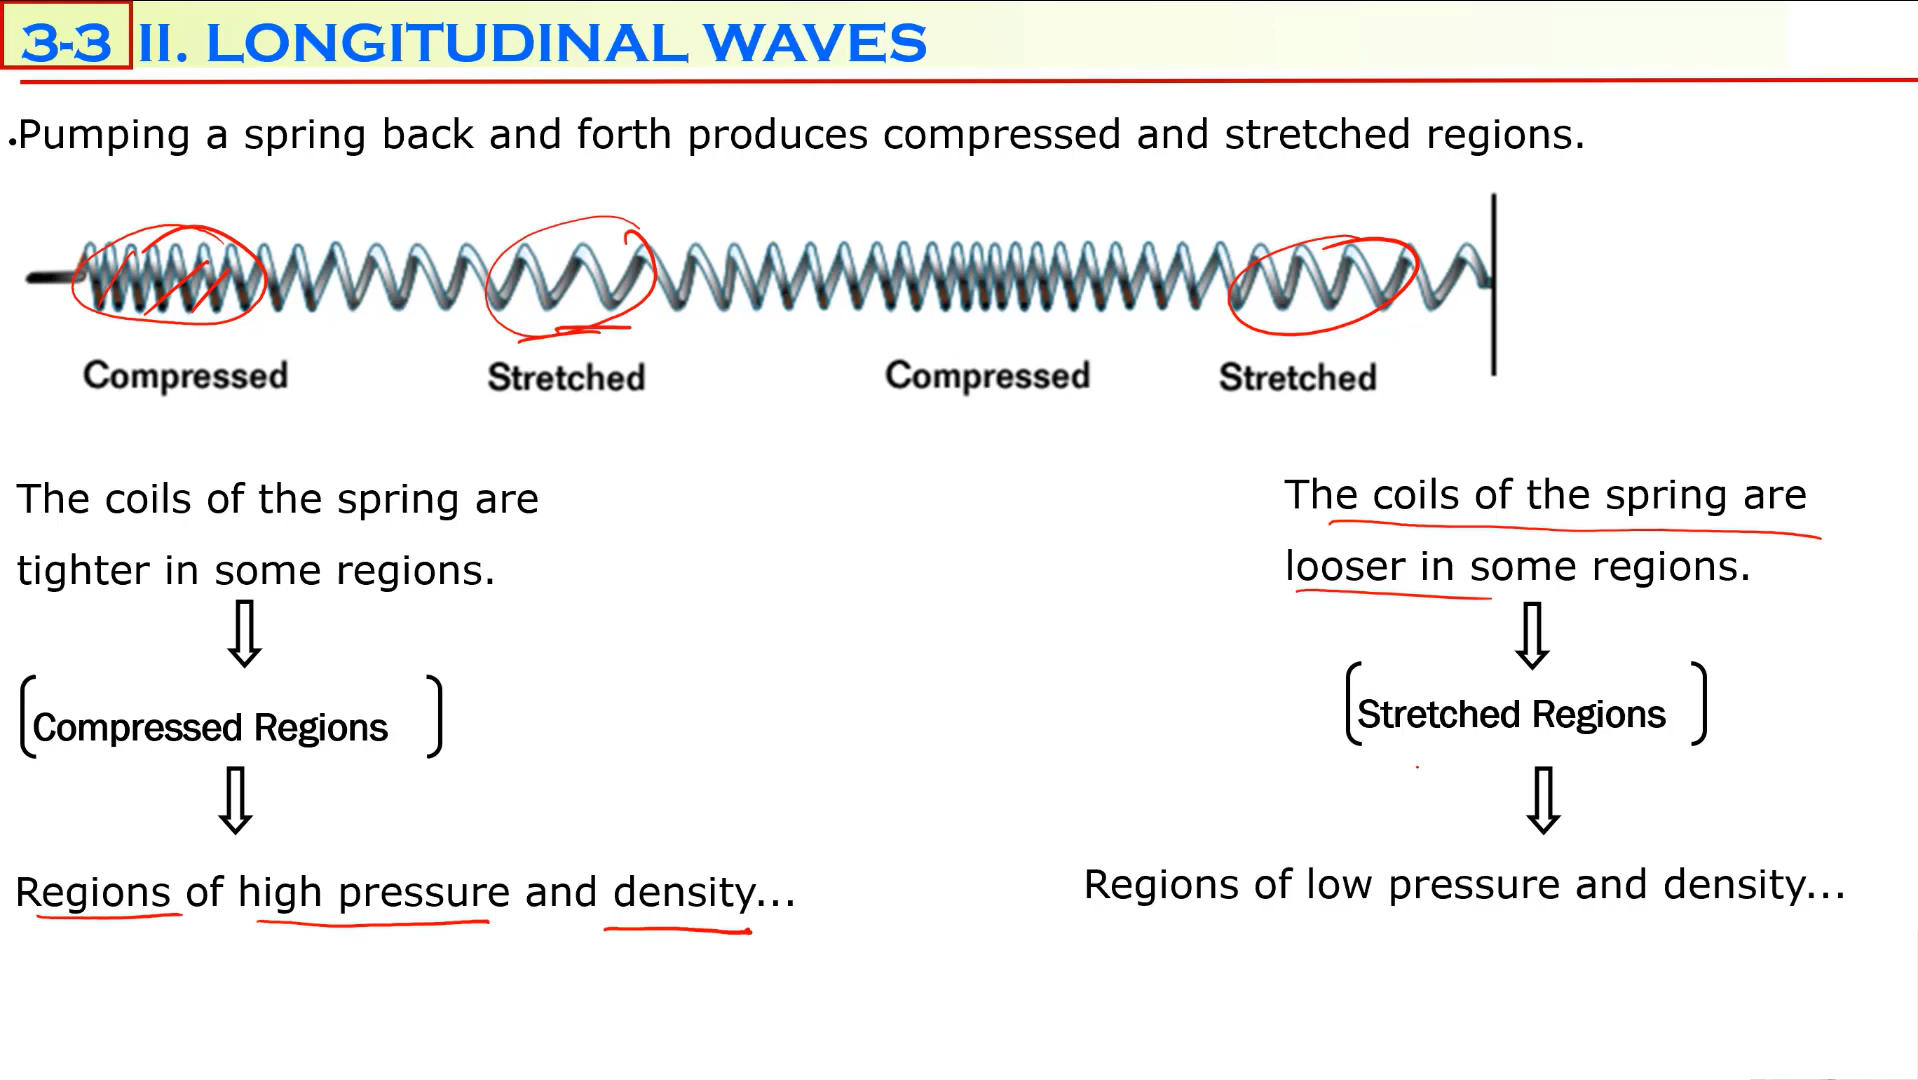 3-3 II. LONGITUDINAL WAVES
•Pumping a spring back and forth produces compressed and stretched regions.
Compressed Stretched Compressed Stretched
The coils of the spring are
tighter in some regions.
Compressed Regions
Regions of high pressure and density...
The coils of the spring are
looser in some regions.
Stretched Regions
Regions of low pressure and density...